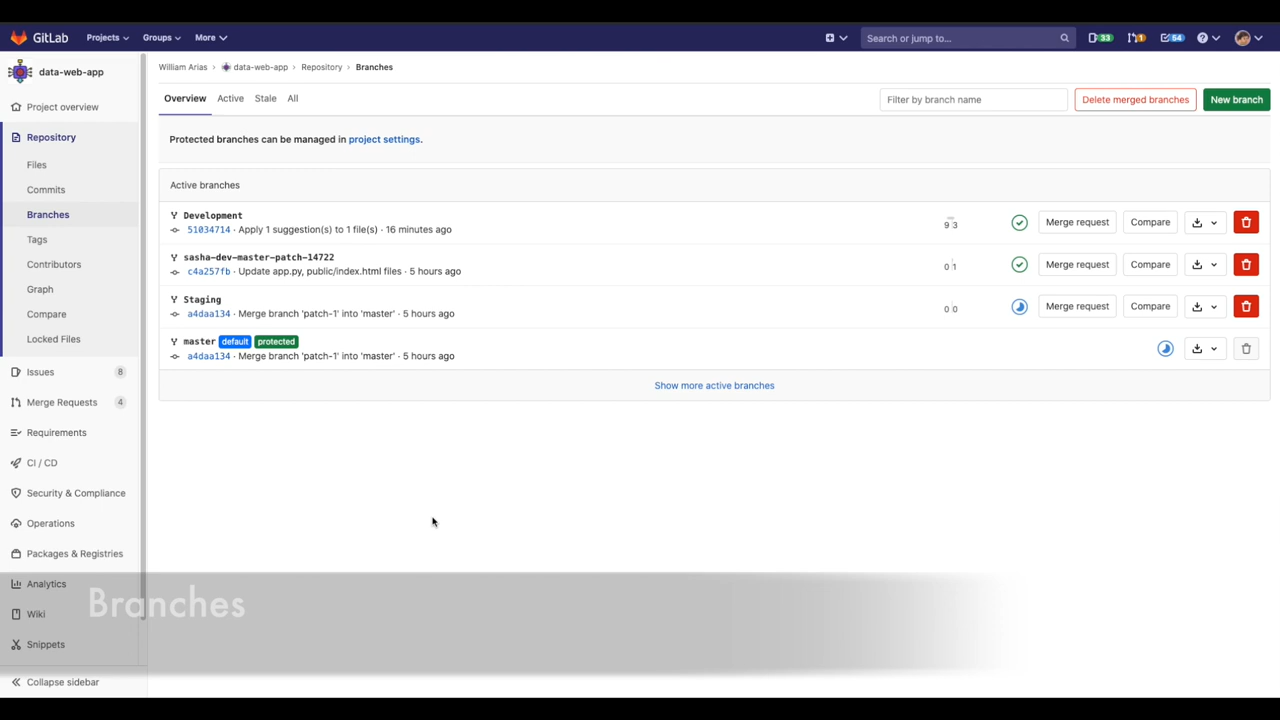 GitLab Projects Groups More Search or jump to... 33 1 54
data-web-app
William Arias › data-web-app › Repository › Branches
Project overview
Repository
Files
Commits
Branches
Tags
Contributors
Graph
Compare
Locked Files
Issues 8
Merge Requests 4
Requirements
CI / CD
Security & Compliance
Operations
Packages & Registries
Analytics
Wiki
Snippets
Collapse sidebar
Overview Active Stale All Filter by branch name Delete merged branches New branch
Protected branches can be managed in project settings.
Active branches
Development
51034714 · Apply 1 suggestion(s) to 1 file(s) · 16 minutes ago
9 3 Merge request Compare
sasha-dev-master-patch-14722
c4a257fb · Update app.py, public/index.html files · 5 hours ago
0 1 Merge request Compare
Staging
a4daa134 · Merge branch 'patch-1' into 'master' · 5 hours ago
0 0 Merge request Compare
master default protected
a4daa134 · Merge branch 'patch-1' into 'master' · 5 hours ago
Show more active branches
Branches